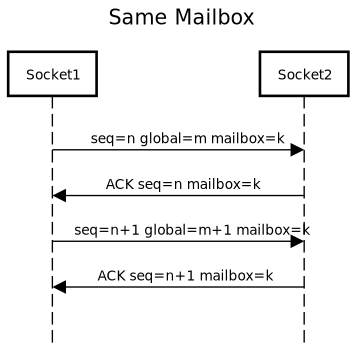 Same Mailbox
Socket1
Socket2
seq=n global=m mailbox=k
ACK seq=n mailbox=k
seq=n+1 global=m+1 mailbox=k
ACK seq=n+1 mailbox=k